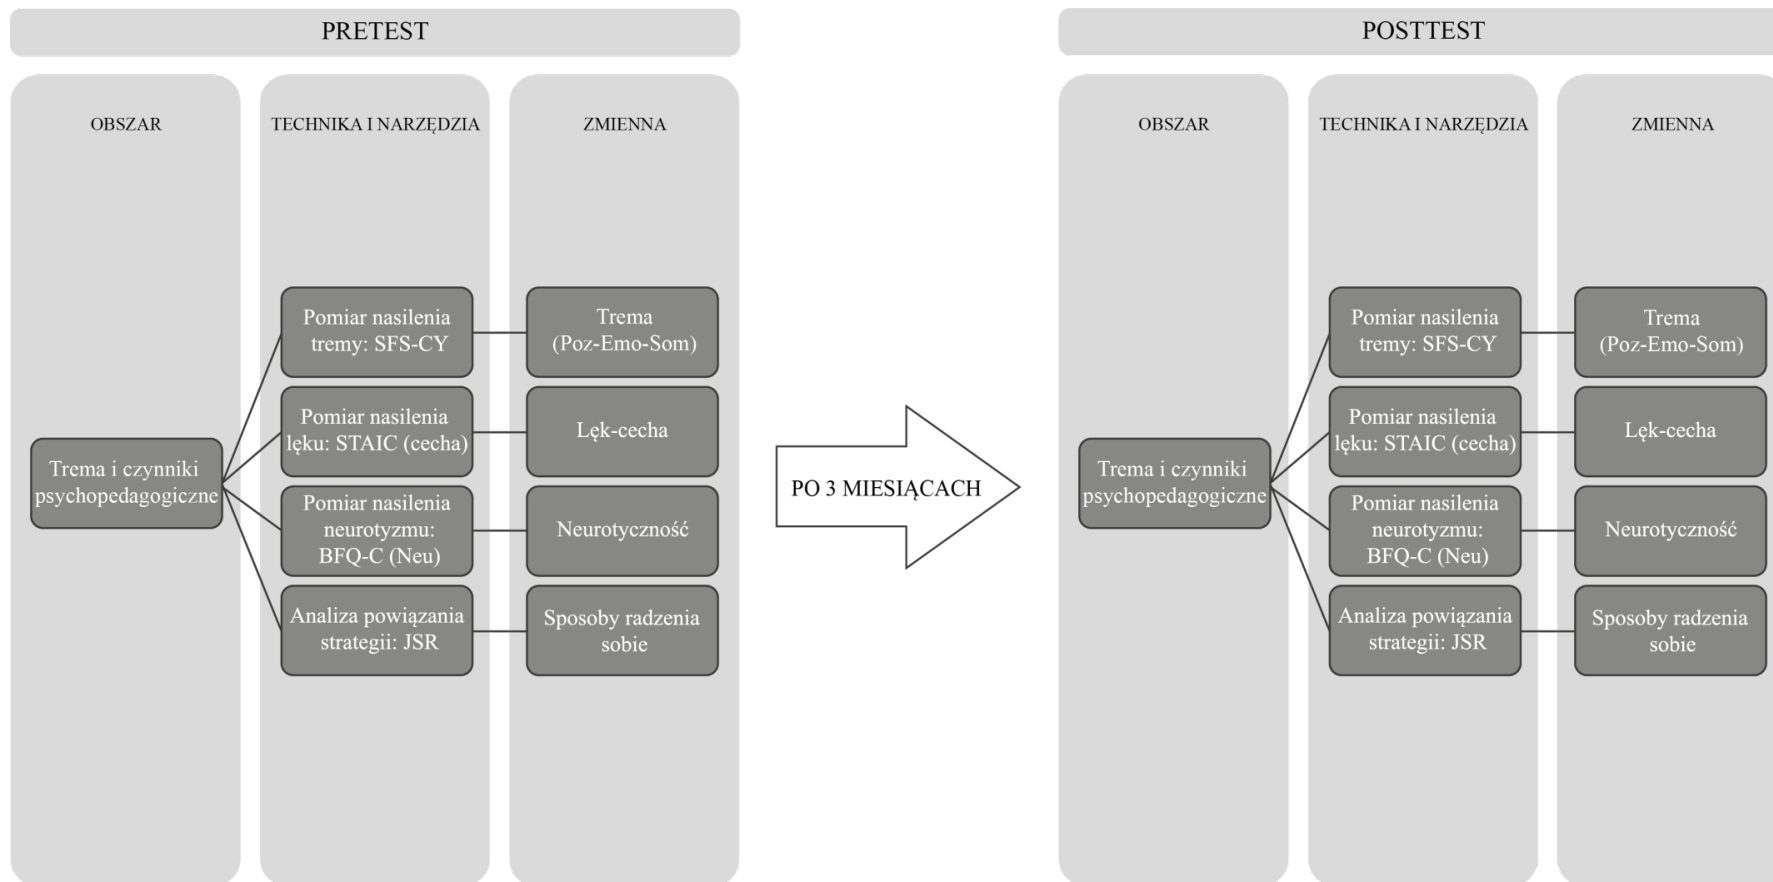 PRETEST
OBSZAR
TECHNIKA I NARZĘDZIA
ZMIENNA
Trema i czynniki
psychopedagogiczne
Pomiar nasilenia
tremy: SFS-CY
Trema
(Poz-Emo-Som)
Pomiar nasilenia
lęku: STAIC (cecha)
Lęk-cecha
Pomiar nasilenia
neurotyzmu:
BFQ-C (Neu)
Neurotyczność
Analiza powiązania
strategii: JSR
Sposoby radzenia
sobie
PO 3 MIESIĄCACH
POSTTEST
OBSZAR
TECHNIKA I NARZĘDZIA
ZMIENNA
Trema i czynniki
psychopedagogiczne
Pomiar nasilenia
tremy: SFS-CY
Trema
(Poz-Emo-Som)
Pomiar nasilenia
lęku: STAIC (cecha)
Lęk-cecha
Pomiar nasilenia
neurotyzmu:
BFQ-C (Neu)
Neurotyczność
Analiza powiązania
strategii: JSR
Sposoby radzenia
sobie